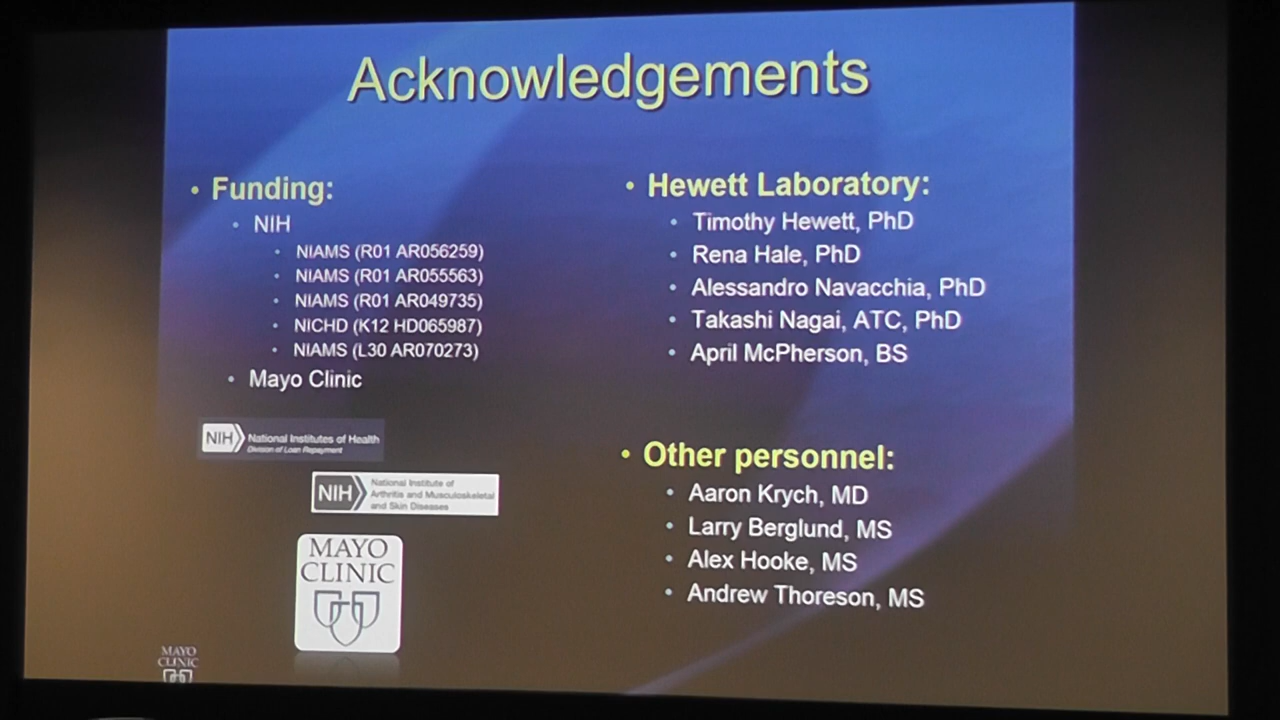 Acknowledgements
• Funding:
• NIH
• NIAMS (R01 AR056259)
• NIAMS (R01 AR055563)
• NIAMS (R01 AR049735)
• NICHD (K12 HD065987)
• NIAMS (L30 AR070273)
• Mayo Clinic
NIH National Institutes of Health
Division of Loan Repayment
NIH National Institute of
Arthritis and Musculoskeletal
and Skin Diseases
MAYO
CLINIC
MAYO
CLINIC
• Hewett Laboratory:
• Timothy Hewett, PhD
• Rena Hale, PhD
• Alessandro Navacchia, PhD
• Takashi Nagai, ATC, PhD
• April McPherson, BS
• Other personnel:
• Aaron Krych, MD
• Larry Berglund, MS
• Alex Hooke, MS
• Andrew Thoreson, MS